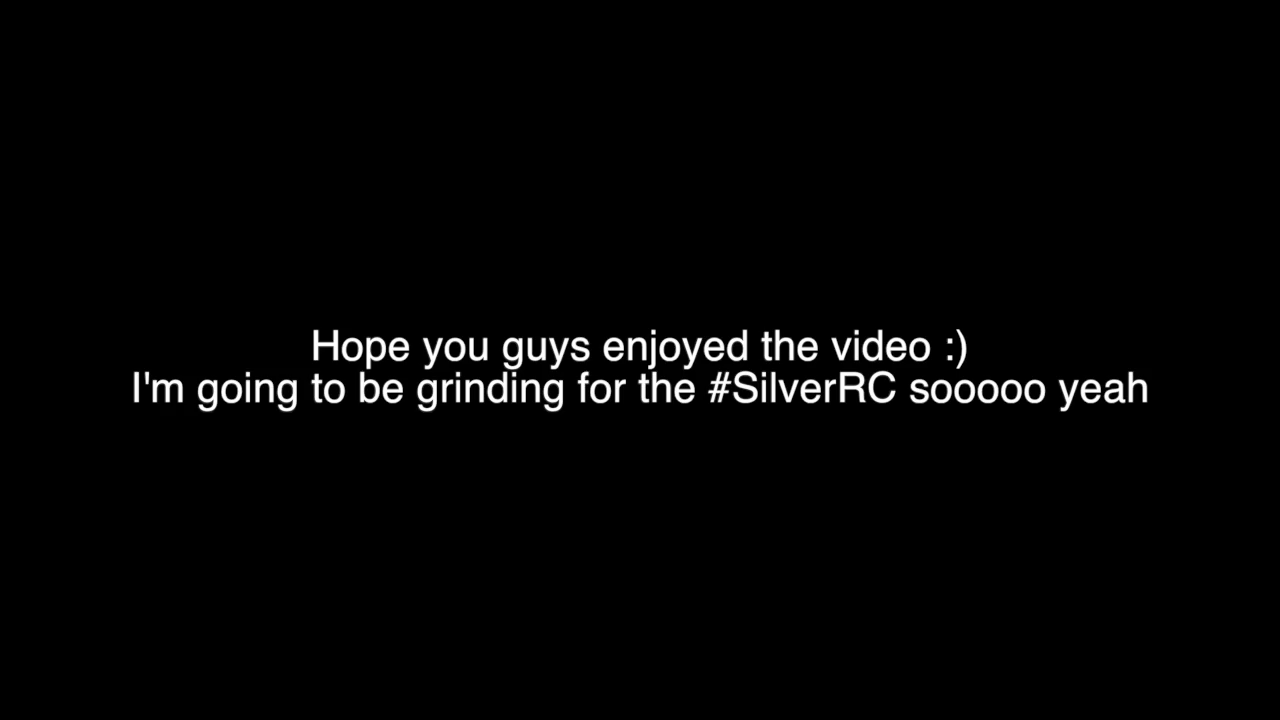 Hope you guys enjoyed the video :)
I'm going to be grinding for the #SilverRC sooooo yeah